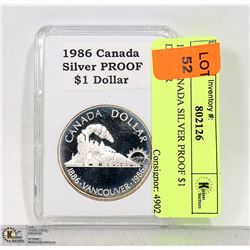 1986 Canada
Silver PROOF
$1 Dollar
CANADA DOLLAR
1886-VANCOUVER-1986
LOT
52
Inventory #:
802126
NADA SILVER PROOF $1
Consignor: 4902